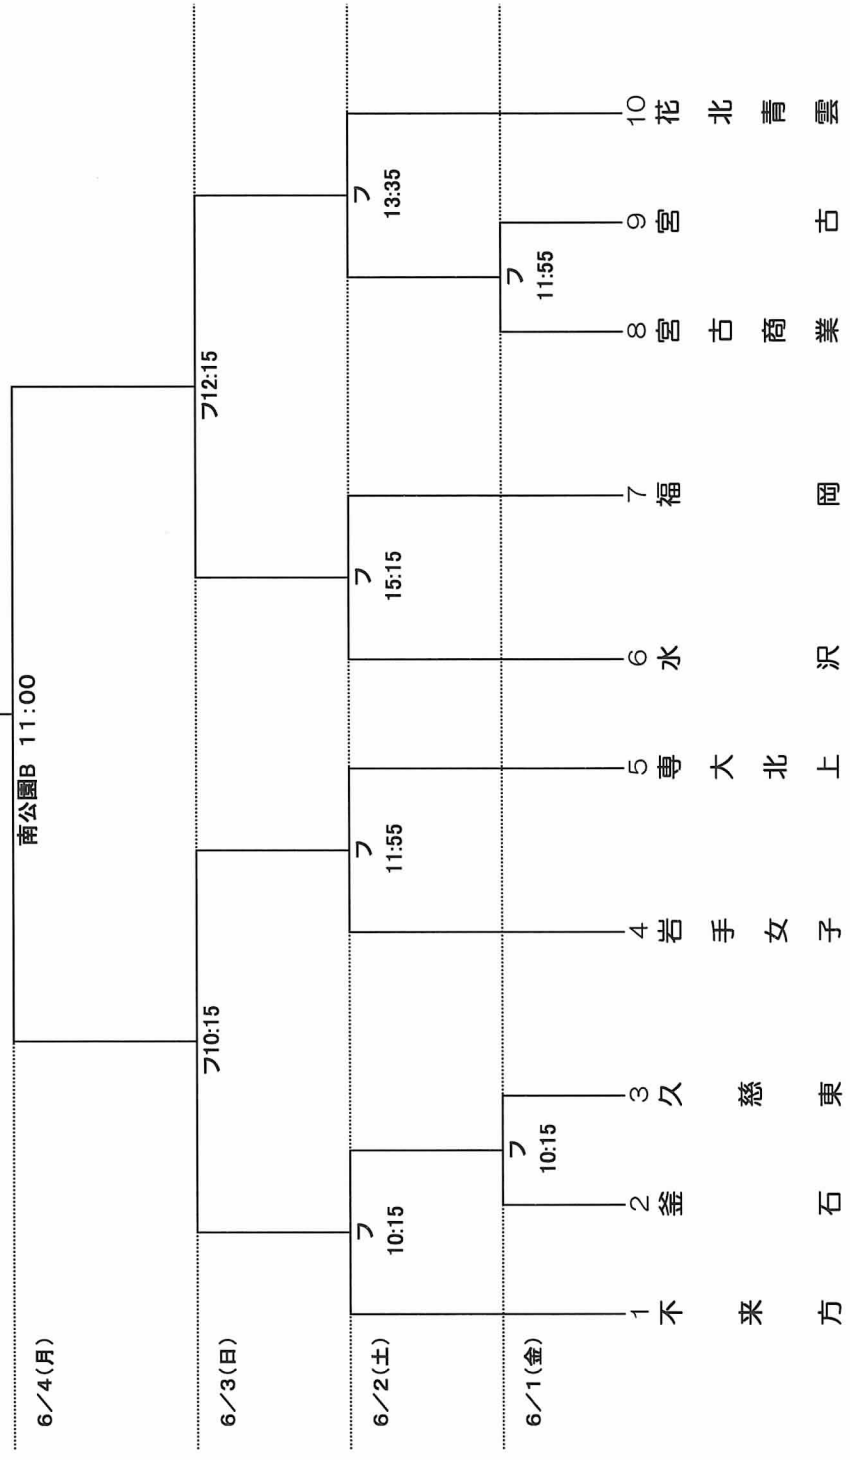 南公園B 11:00
6/4(月)
フ10:15
フ12:15
6/3(日)
フ
10:15
フ
11:55
フ
15:15
フ
13:35
6/2(土)
フ
10:15
フ
11:55
6/1(金)
1 不来方
2 釜石
3 久慈東
4 岩手女子
5 専大北上
6 水沢
7 福岡
8 宮古商業
9 宮古
10 花北青雲